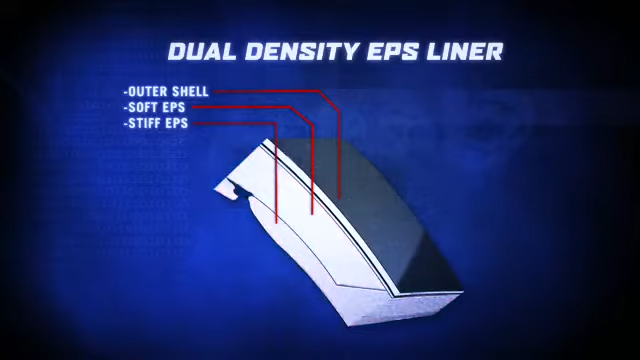 DUAL DENSITY EPS LINER
-OUTER SHELL
-SOFT EPS
-STIFF EPS